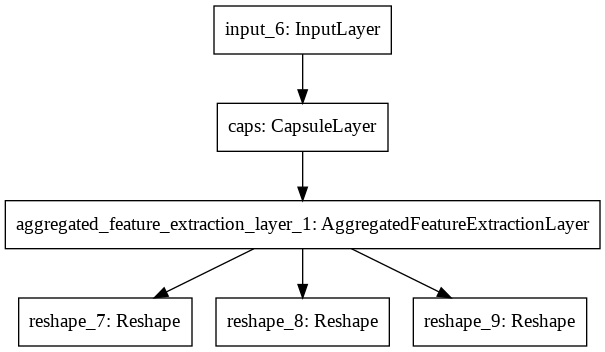 input_6: InputLayer
caps: CapsuleLayer
aggregated_feature_extraction_layer_1: AggregatedFeatureExtractionLayer
reshape_7: Reshape
reshape_8: Reshape
reshape_9: Reshape